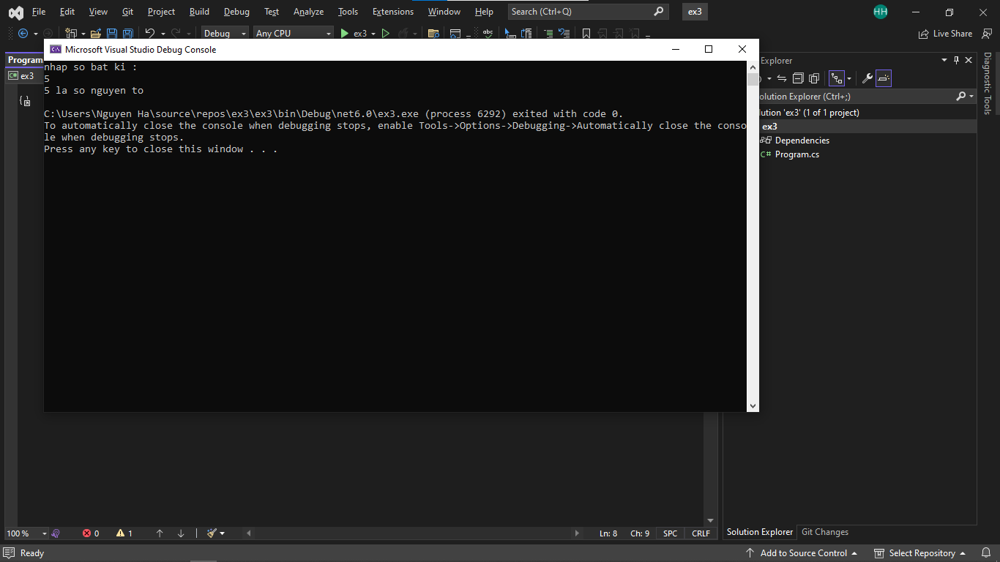 File Edit View Git Project Build Debug Test Analyze Tools Extensions Window Help Search (Ctrl+Q) ex3 HH
Debug Any CPU ex3 Live Share
Program
C# ex3
Microsoft Visual Studio Debug Console
nhap so bat ki :
5
5 la so nguyen to
C:\Users\Nguyen Ha\source\repos\ex3\ex3\bin\Debug\net6.0\ex3.exe (process 6292) exited with code 0.
To automatically close the console when debugging stops, enable Tools->Options->Debugging->Automatically close the conso
le when debugging stops.
Press any key to close this window . . .
Explorer
olution Explorer (Ctrl+;)
lution 'ex3' (1 of 1 project)
ex3
Dependencies
C# Program.cs
Diagnostic Tools
100 % 0 1 Ln: 8 Ch: 9 SPC CRLF
Solution Explorer Git Changes
Ready Add to Source Control Select Repository